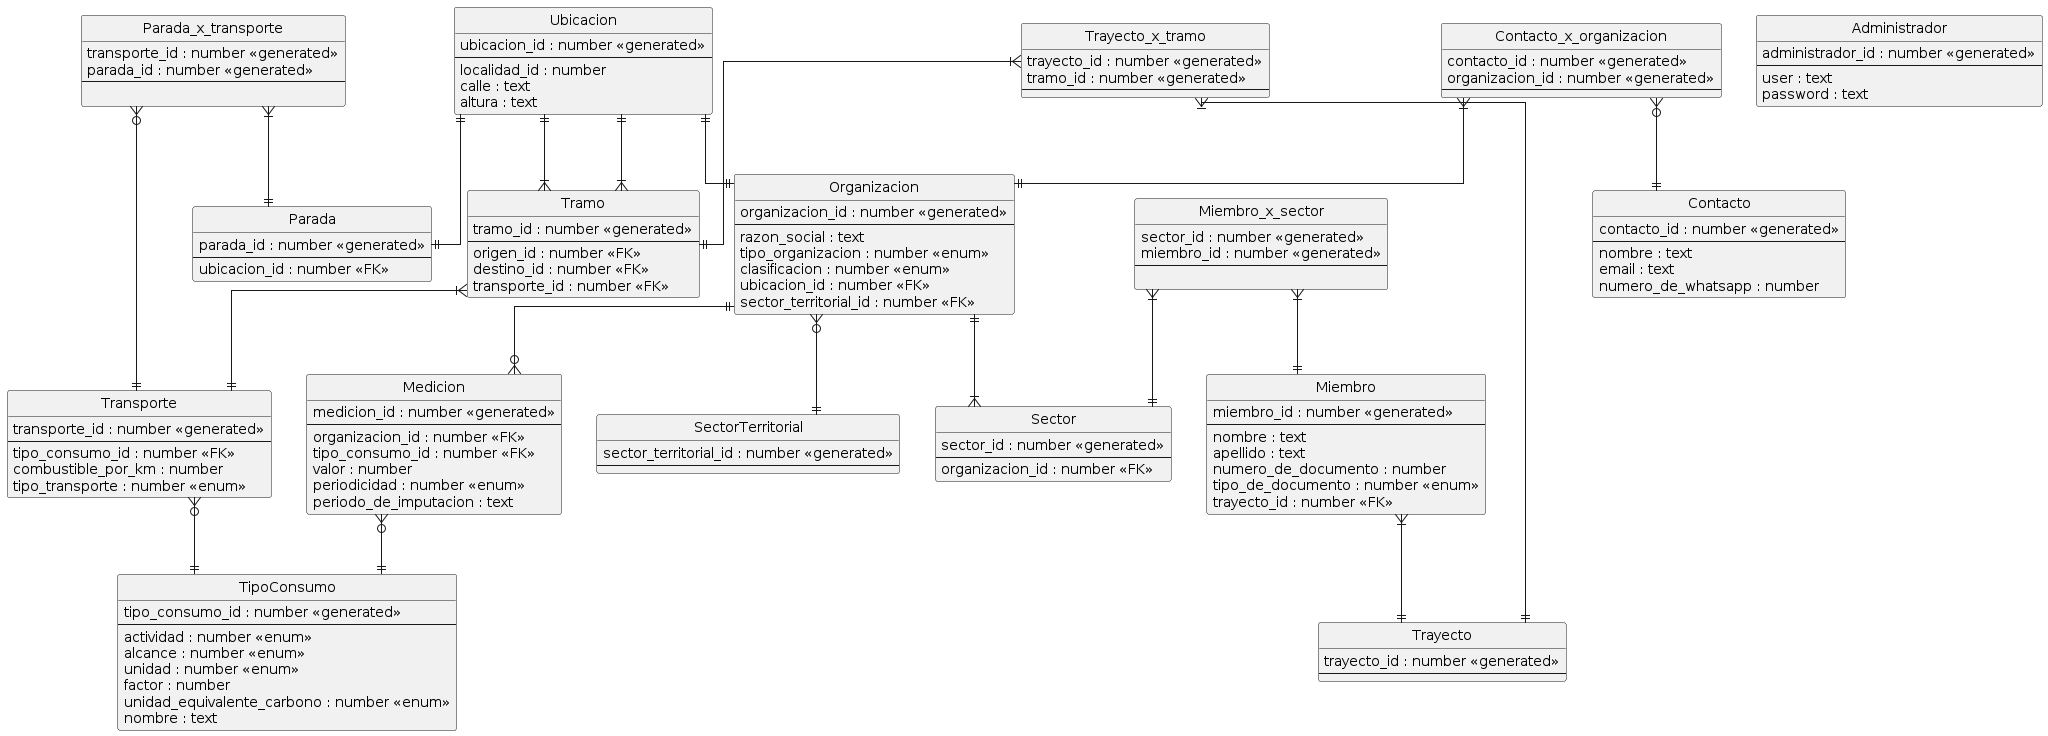 Parada_x_transporte
transporte_id : number «generated»
parada_id : number «generated»
Ubicacion
ubicacion_id : number «generated»
localidad_id : number
calle : text
altura : text
Trayecto_x_tramo
trayecto_id : number «generated»
tramo_id : number «generated»
Contacto_x_organizacion
contacto_id : number «generated»
organizacion_id : number «generated»
Administrador
administrador_id : number «generated»
user : text
password : text
Parada
parada_id : number «generated»
ubicacion_id : number «FK»
Tramo
tramo_id : number «generated»
origen_id : number «FK»
destino_id : number «FK»
transporte_id : number «FK»
Organizacion
organizacion_id : number «generated»
razon_social : text
tipo_organizacion : number «enum»
clasificacion : number «enum»
ubicacion_id : number «FK»
sector_territorial_id : number «FK»
Miembro_x_sector
sector_id : number «generated»
miembro_id : number «generated»
Contacto
contacto_id : number «generated»
nombre : text
email : text
numero_de_whatsapp : number
Transporte
transporte_id : number «generated»
tipo_consumo_id : number «FK»
combustible_por_km : number
tipo_transporte : number «enum»
Medicion
medicion_id : number «generated»
organizacion_id : number «FK»
tipo_consumo_id : number «FK»
valor : number
periodicidad : number «enum»
periodo_de_imputacion : text
SectorTerritorial
sector_territorial_id : number «generated»
Sector
sector_id : number «generated»
organizacion_id : number «FK»
Miembro
miembro_id : number «generated»
nombre : text
apellido : text
numero_de_documento : number
tipo_de_documento : number «enum»
trayecto_id : number «FK»
TipoConsumo
tipo_consumo_id : number «generated»
actividad : number «enum»
alcance : number «enum»
unidad : number «enum»
factor : number
unidad_equivalente_carbono : number «enum»
nombre : text
Trayecto
trayecto_id : number «generated»